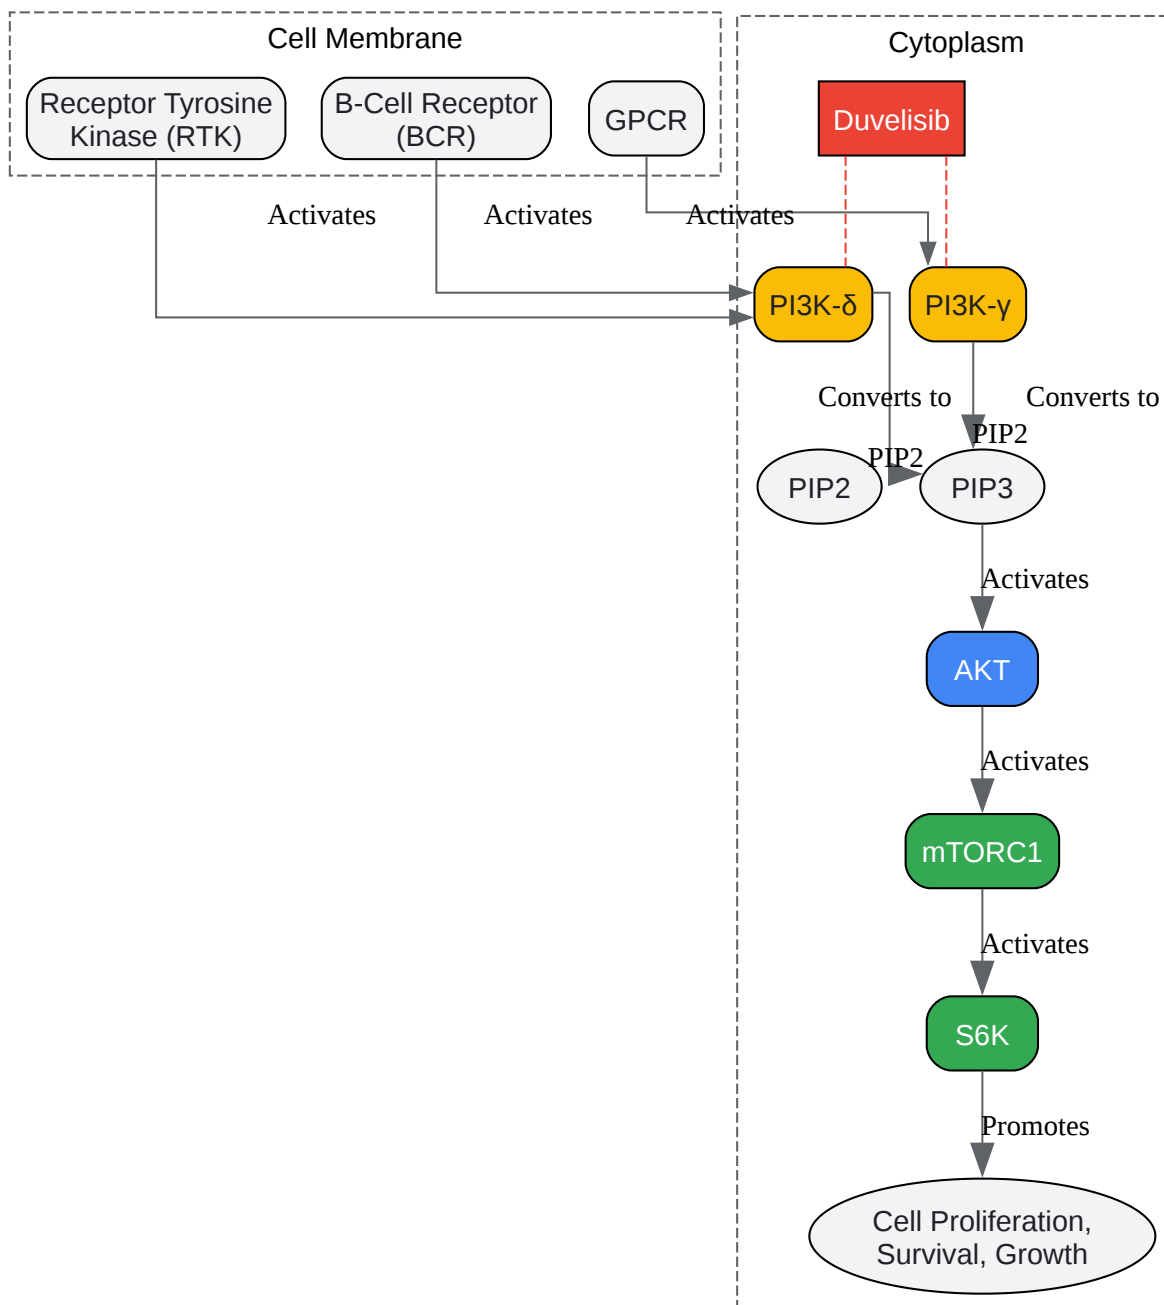 Cell Membrane
Cytoplasm
Receptor Tyrosine
Kinase (RTK)
B-Cell Receptor
(BCR)
GPCR
Duvelisib
Activates
Activates
Activates
PI3K-δ
PI3K-γ
Converts to
Converts to
PIP2
PIP2
PIP2
PIP3
Activates
AKT
Activates
mTORC1
Activates
S6K
Promotes
Cell Proliferation,
Survival, Growth